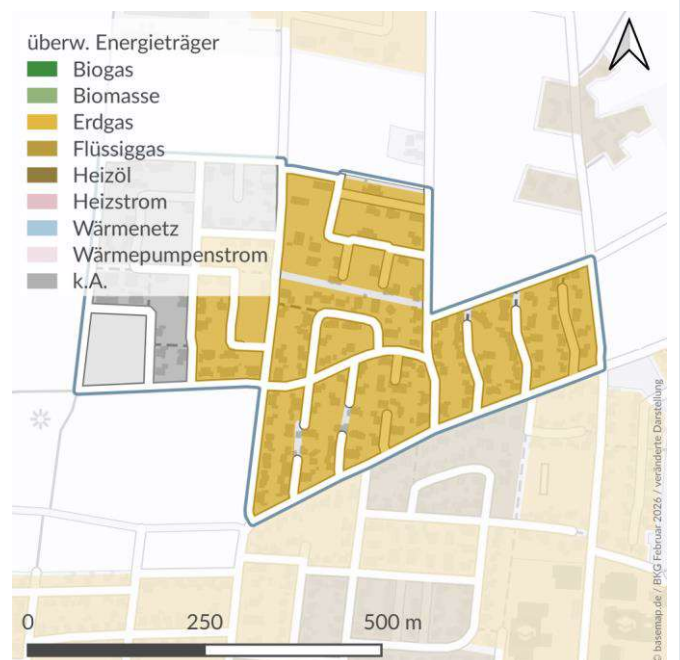 überw. Energieträger
Biogas
Biomasse
Erdgas
Flüssiggas
Heizöl
Heizstrom
Wärmenetz
Wärmepumpenstrom
k.A.
0 250 500 m
© basemap.de / BKG Februar 2026 / veränderte Darstellung